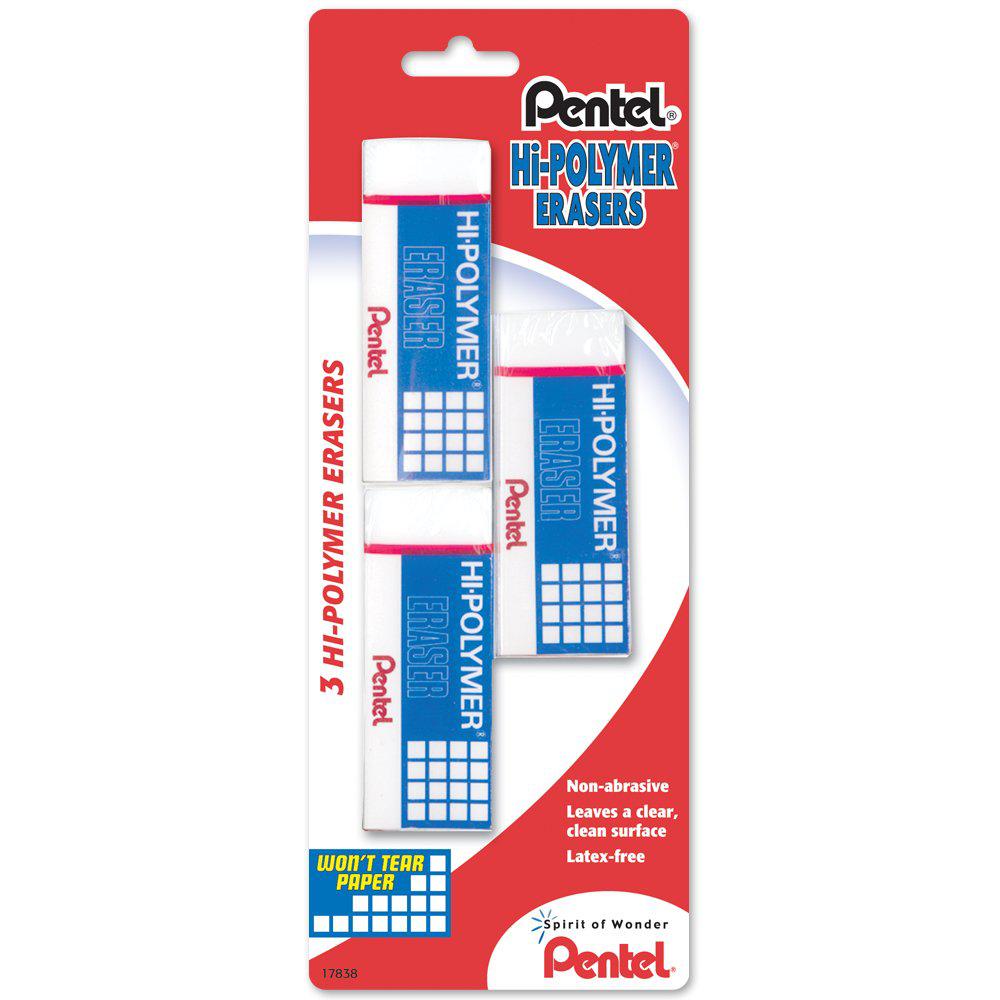 Pentel®
Hi-POLYMER®
ERASERS
HI-POLYMER®
ERASER
Pentel
HI-POLYMER®
ERASER
Pentel
HI-POLYMER®
ERASER
Pentel
3 HI-POLYMER ERASERS
Non-abrasive
Leaves a clear,
clean surface
Latex-free
WON'T TEAR
PAPER
Spirit of Wonder
Pentel®
17838